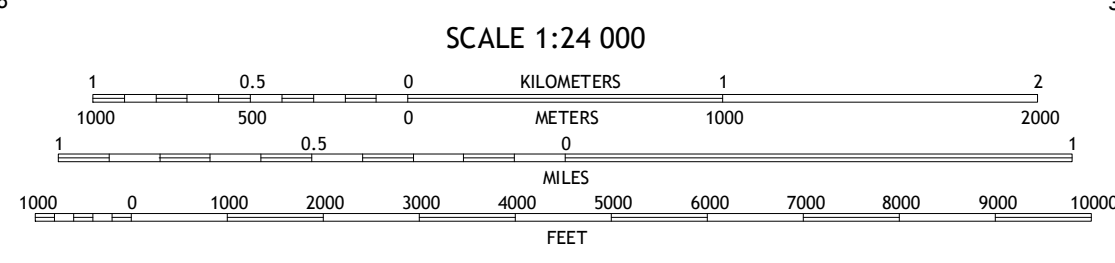 SCALE 1:24 000
1 0.5 0 KILOMETERS 1 2
1000 500 0 METERS 1000 2000
1 0.5 0 1
MILES
1000 0 1000 2000 3000 4000 5000 6000 7000 8000 9000 10000
FEET